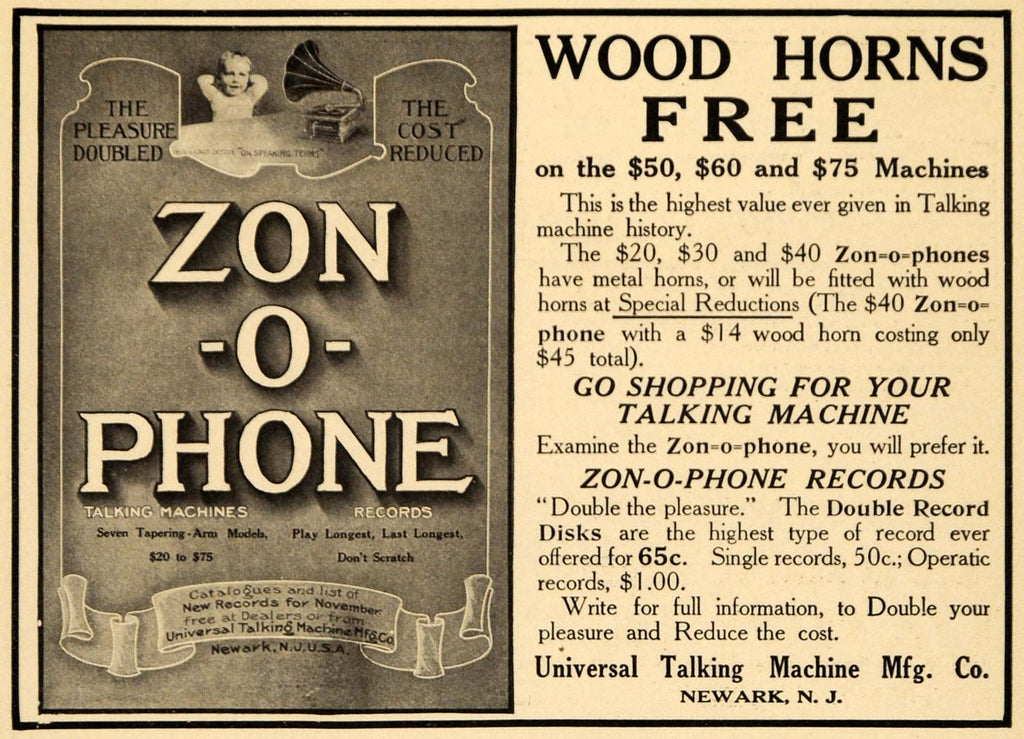 THE
PLEASURE
DOUBLED
THE
COST
REDUCED
"ON SPEAKING TERMS"
ZON
-O-
PHONE
TALKING MACHINES
RECORDS
Seven Tapering-Arm Models,
$20 to $75
Play Longest, Last Longest,
Don't Scratch
Catalogues and list of
New Records for November
free at Dealers or from
Universal Talking Machine Mfg.Co.
Newark, N.J.U.S.A.
WOOD HORNS
FREE
on the $50, $60 and $75 Machines
This is the highest value ever given in Talking
machine history.
The $20, $30 and $40 Zon=o=phones
have metal horns, or will be fitted with wood
horns at Special Reductions (The $40 Zon=o=
phone with a $14 wood horn costing only
$45 total).
GO SHOPPING FOR YOUR
TALKING MACHINE
Examine the Zon=o=phone, you will prefer it.
ZON-O-PHONE RECORDS
"Double the pleasure." The Double Record
Disks are the highest type of record ever
offered for 65c. Single records, 50c.; Operatic
records, $1.00.
Write for full information, to Double your
pleasure and Reduce the cost.
Universal Talking Machine Mfg. Co.
NEWARK, N. J.